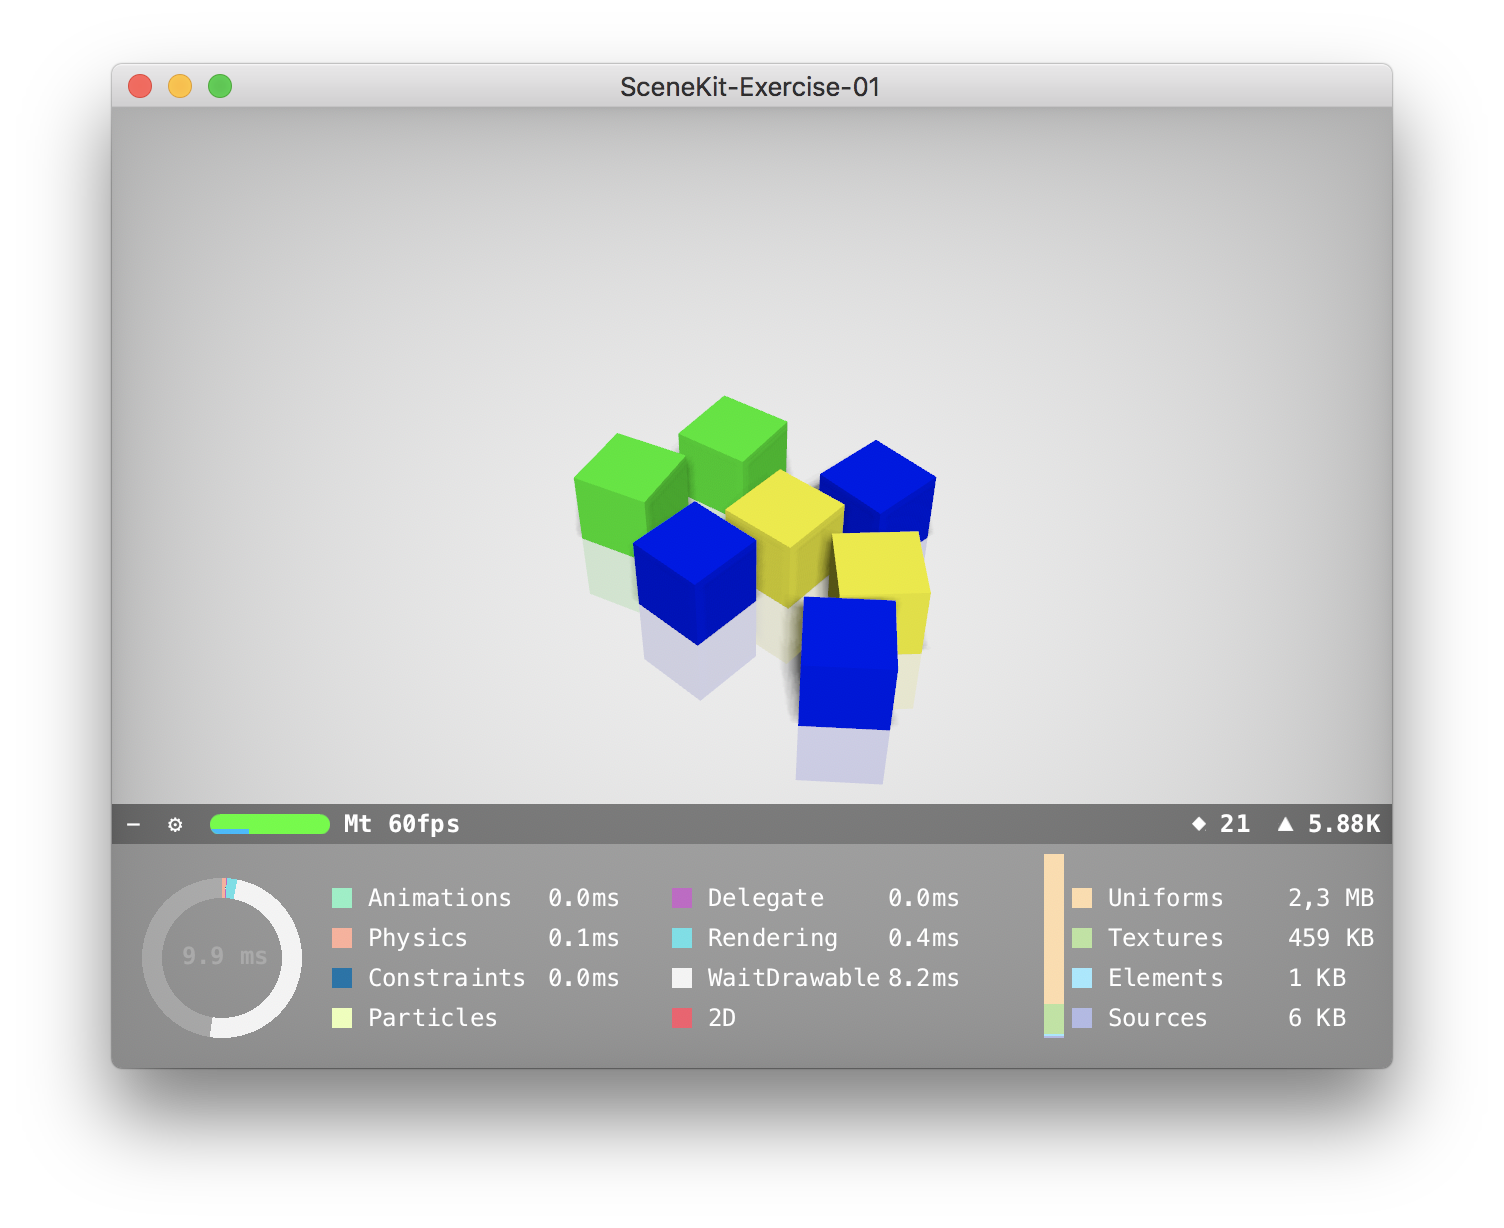 SceneKit-Exercise-01
– ⚙ Mt 60fps ◆ 21 ▲ 5.88K
9.9 ms
Animations 0.0ms Delegate 0.0ms Uniforms 2,3 MB
Physics 0.1ms Rendering 0.4ms Textures 459 KB
Constraints 0.0ms WaitDrawable 8.2ms Elements 1 KB
Particles 2D Sources 6 KB